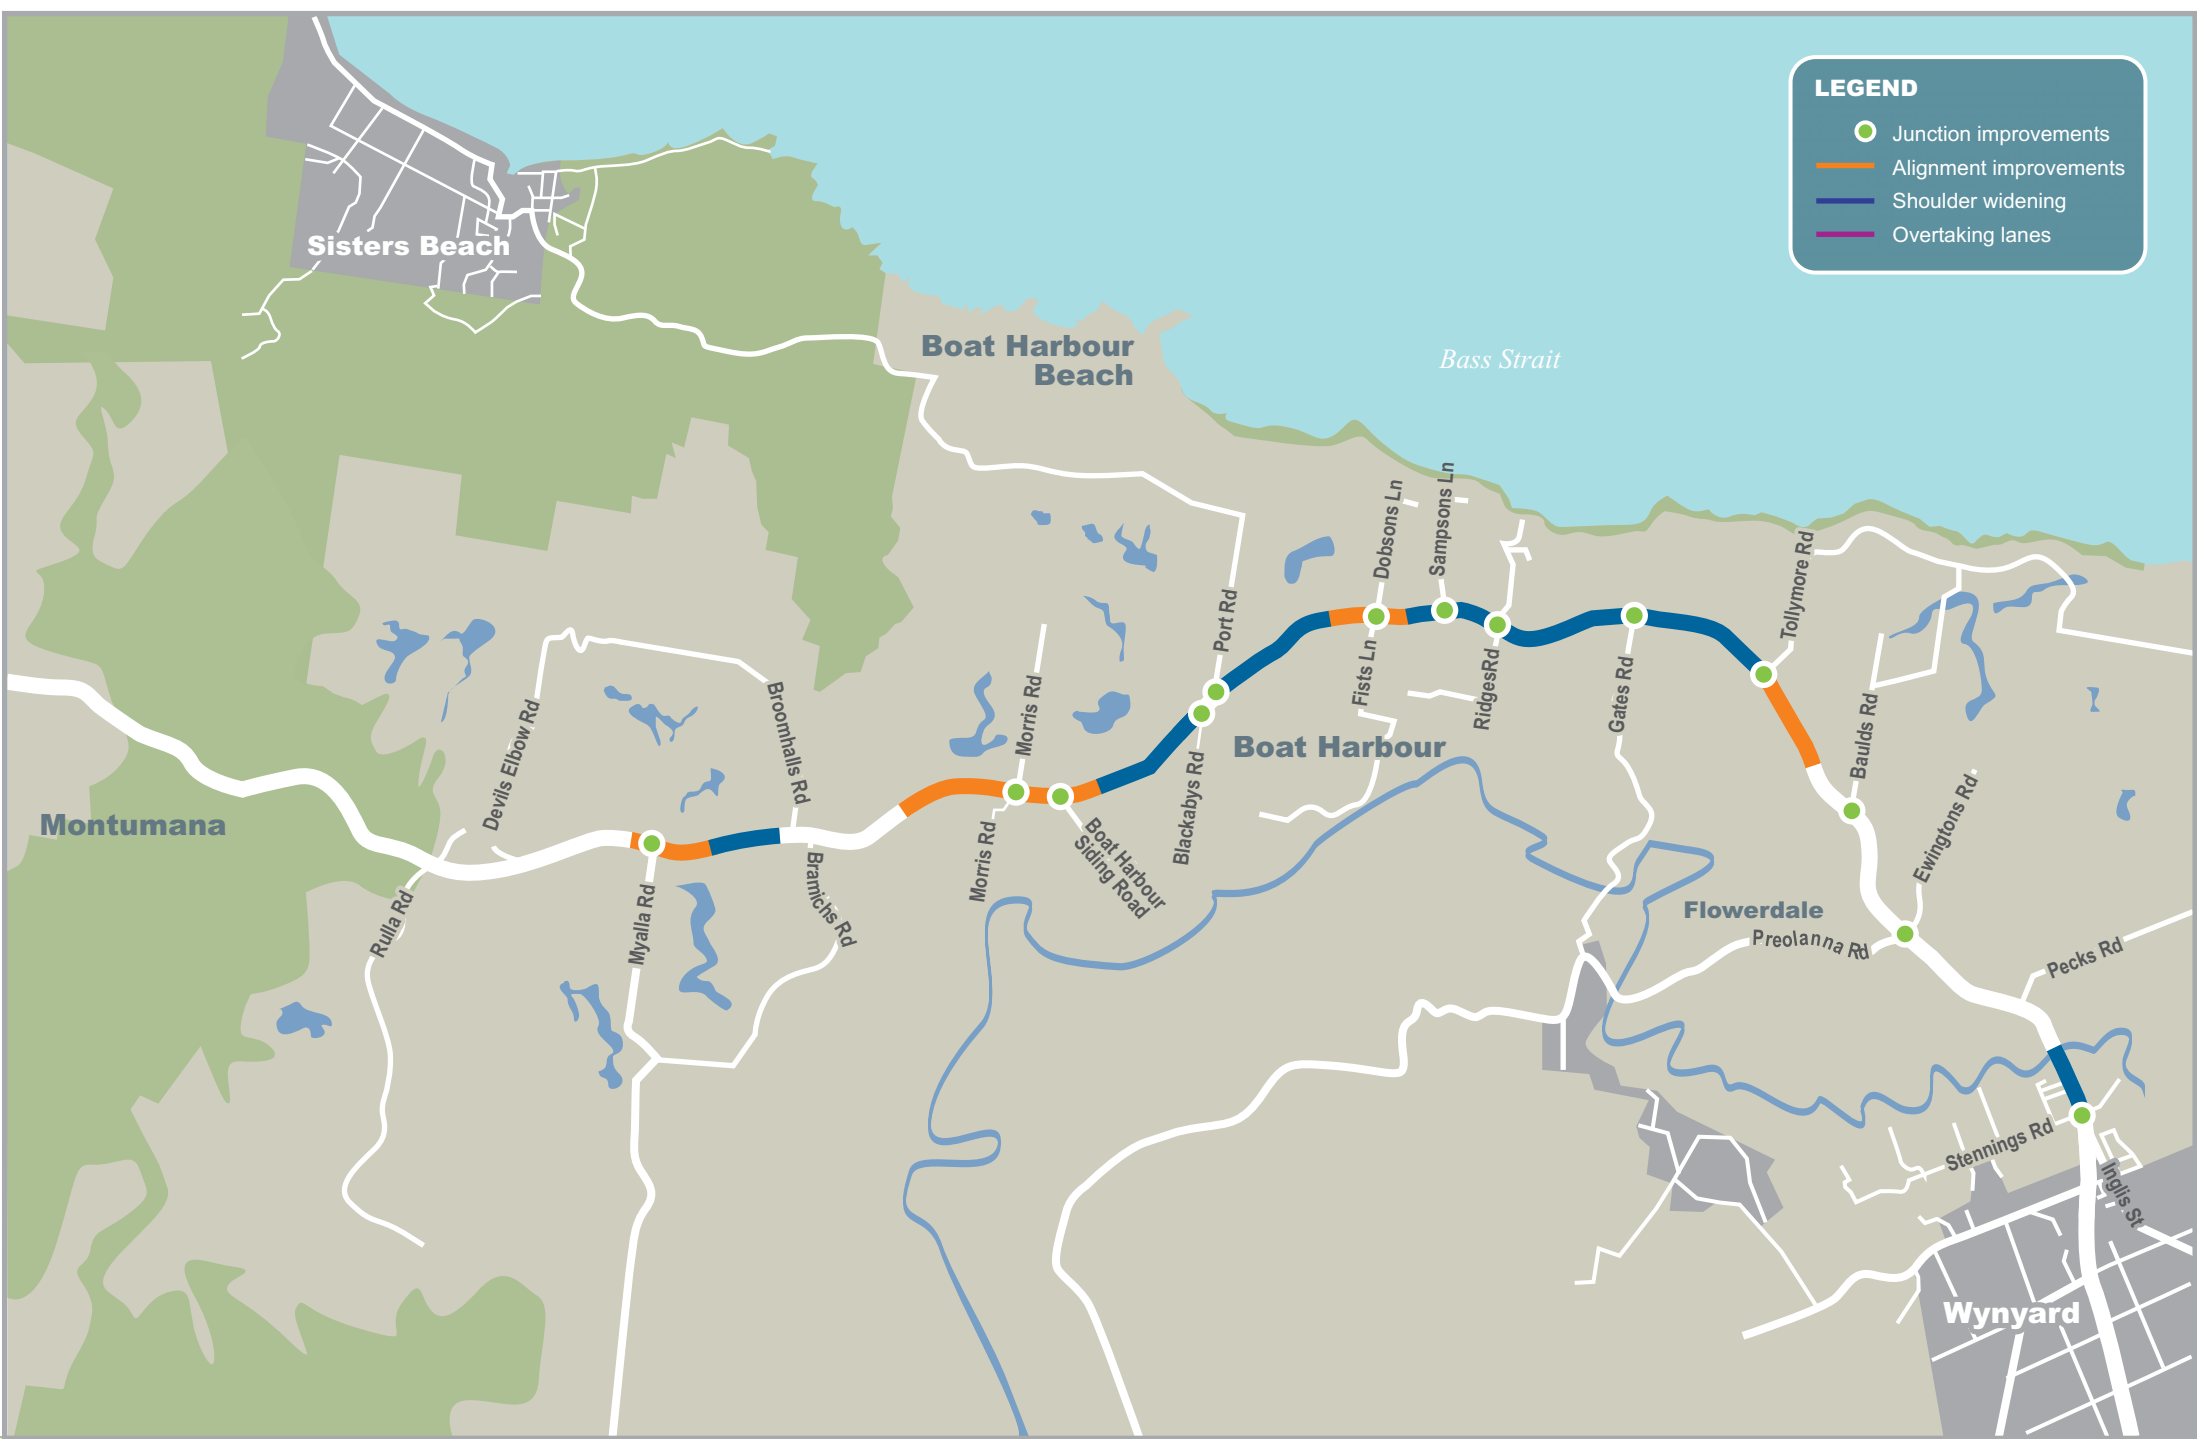 LEGEND
Junction improvements
Alignment improvements
Shoulder widening
Overtaking lanes
Sisters Beach
Boat Harbour
Beach
Bass Strait
Dobsons Ln
Sampsons Ln
Tollymore Rd
Port Rd
Fists Ln
RidgesRd
Gates Rd
Devils Elbow Rd
Broomhalls Rd
Morris Rd
Baulds Rd
Boat Harbour
Blackabys Rd
Ewingtons Rd
Montumana
Rulla Rd
Myalla Rd
Bramichs Rd
Morris Rd
Boat Harbour
Siding Road
Flowerdale
Preolanna Rd
Pecks Rd
Stennings Rd
Inglis St
Wynyard